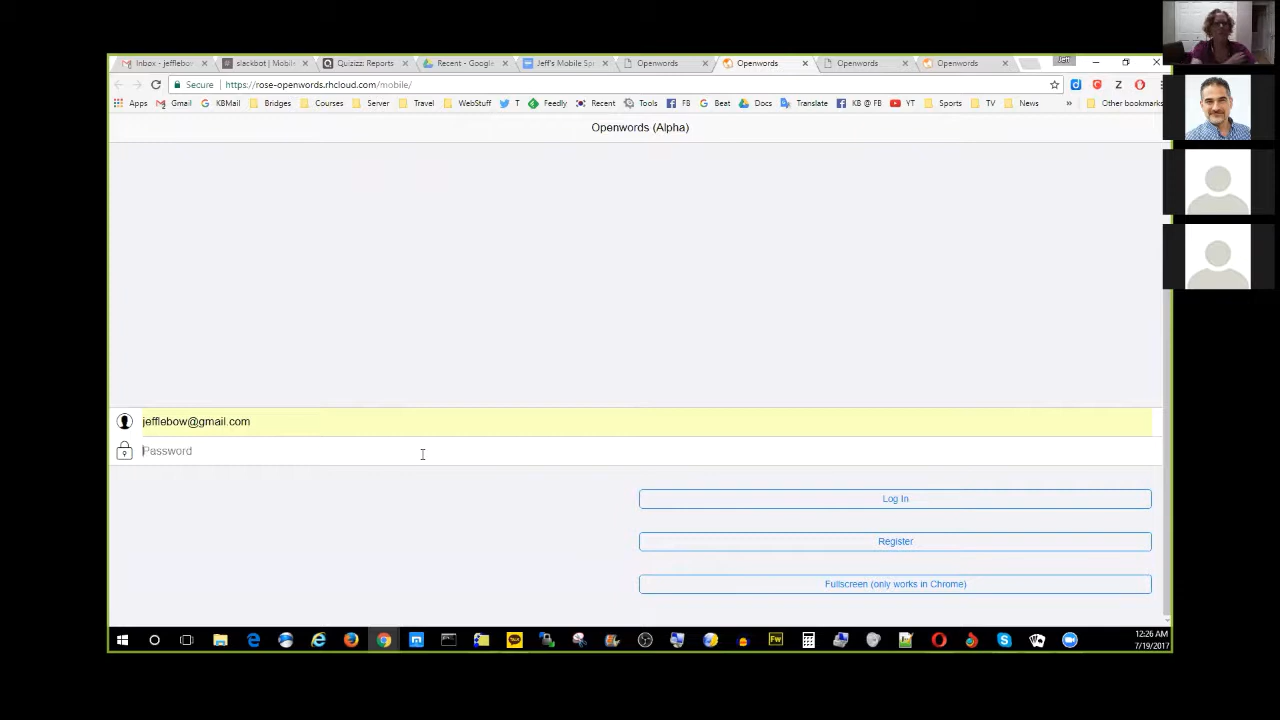 Inbox - jefflebow
slackbot | Mobile
Quizizz: Reports
Recent - Google
Jeff's Mobile Sp
Openwords
Openwords
Openwords
Openwords
Jeff
Secure https://rose-openwords.rhcloud.com/mobile/
Apps Gmail KBMail Bridges Courses Server Travel WebStuff T Feedly Recent Tools FB Beat Docs Translate KB @ FB YT Sports TV News » Other bookmarks
Openwords (Alpha)
jefflebow@gmail.com
Password
Log In
Register
Fullscreen (only works in Chrome)
12:26 AM
7/19/2017